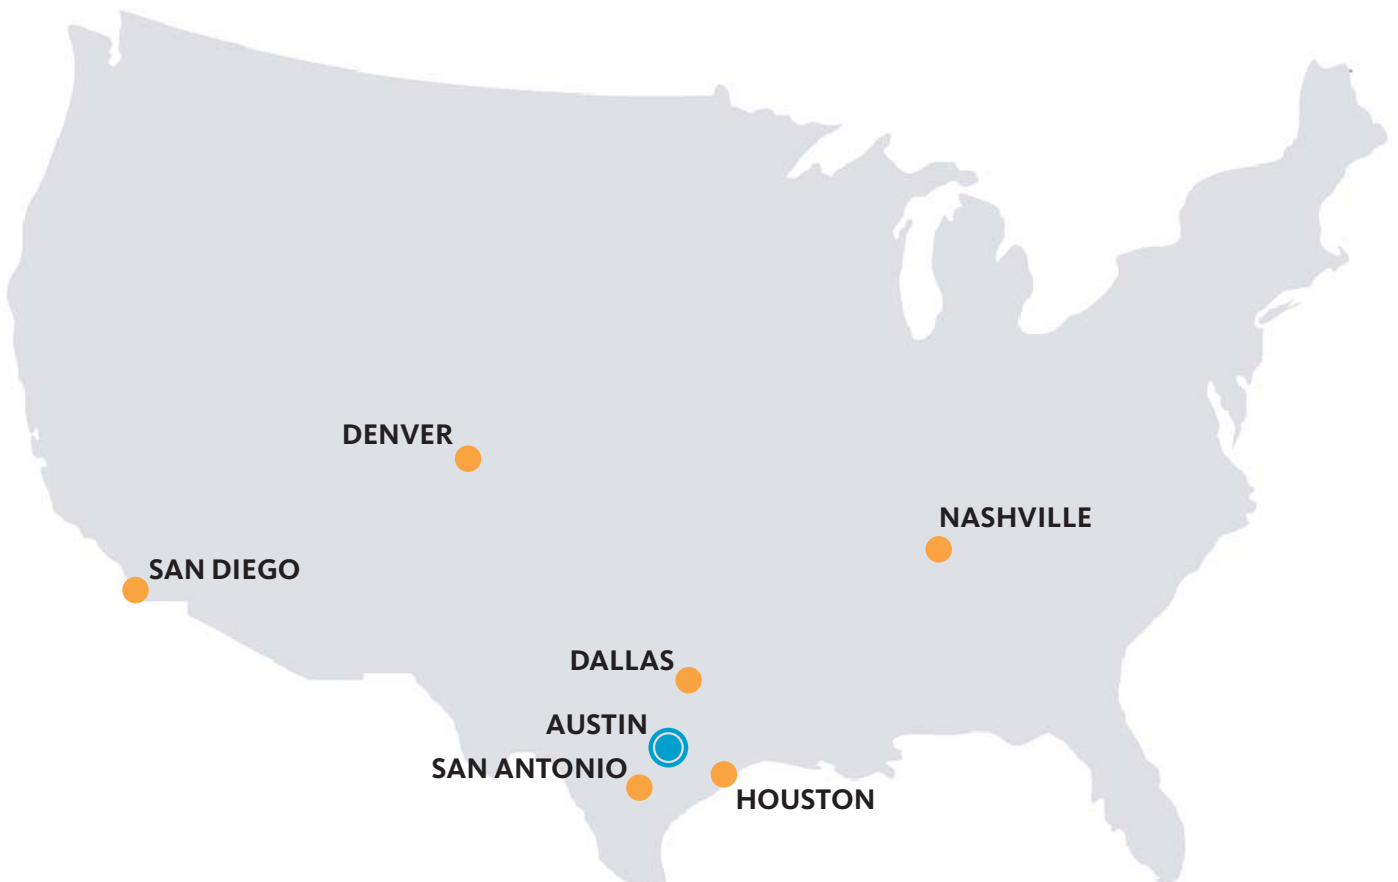 DENVER
NASHVILLE
SAN DIEGO
DALLAS
AUSTIN
SAN ANTONIO
HOUSTON